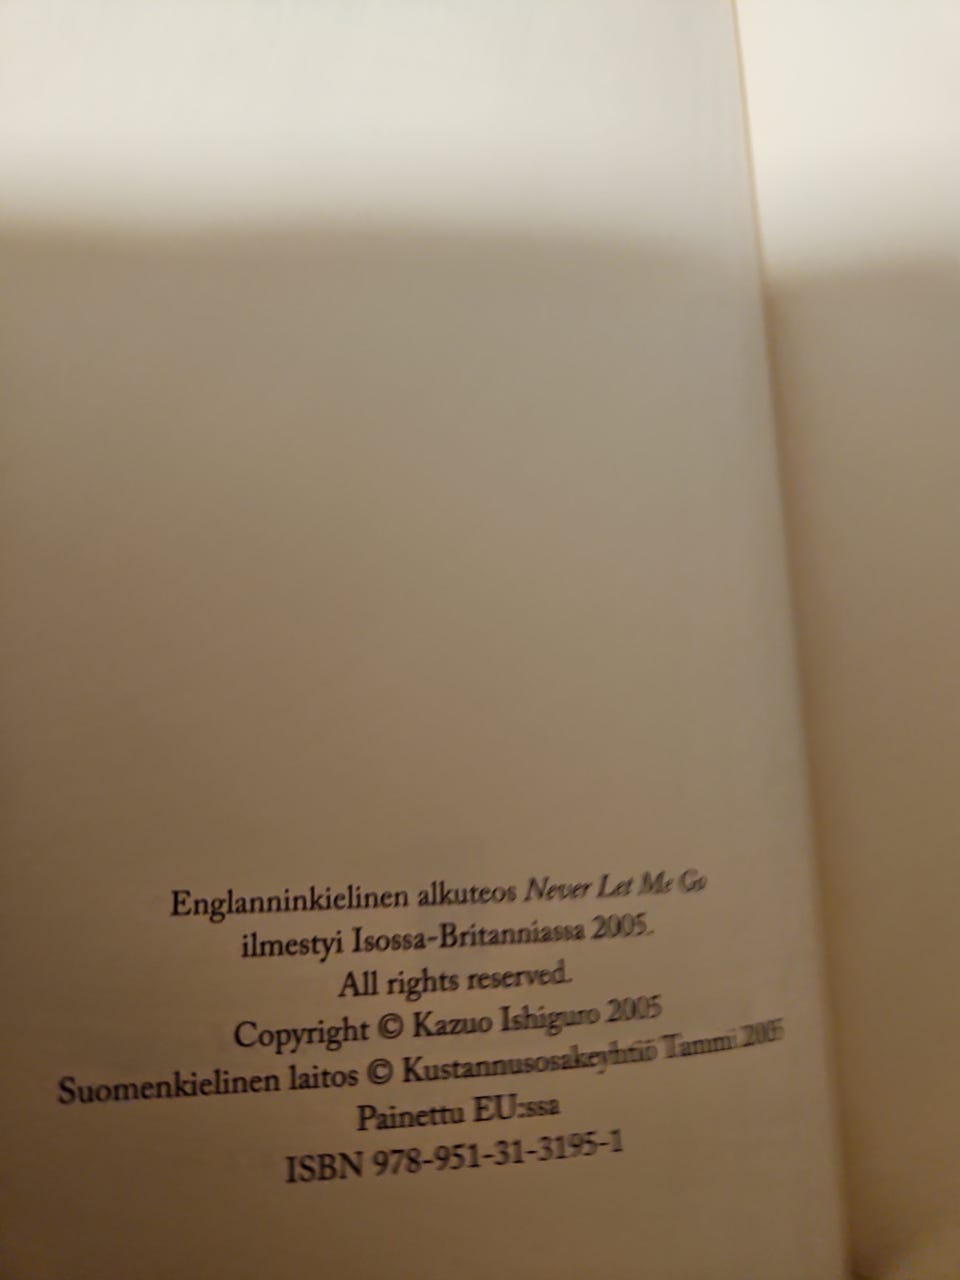 Englanninkielinen alkuteos Never Let Me Go
ilmestyi Isossa-Britanniassa 2005.
All rights reserved.
Copyright © Kazuo Ishiguro 2005
Suomenkielinen laitos © Kustannusosakeyhtiö Tammi 2005
Painettu EU:ssa
ISBN 978-951-31-3195-1